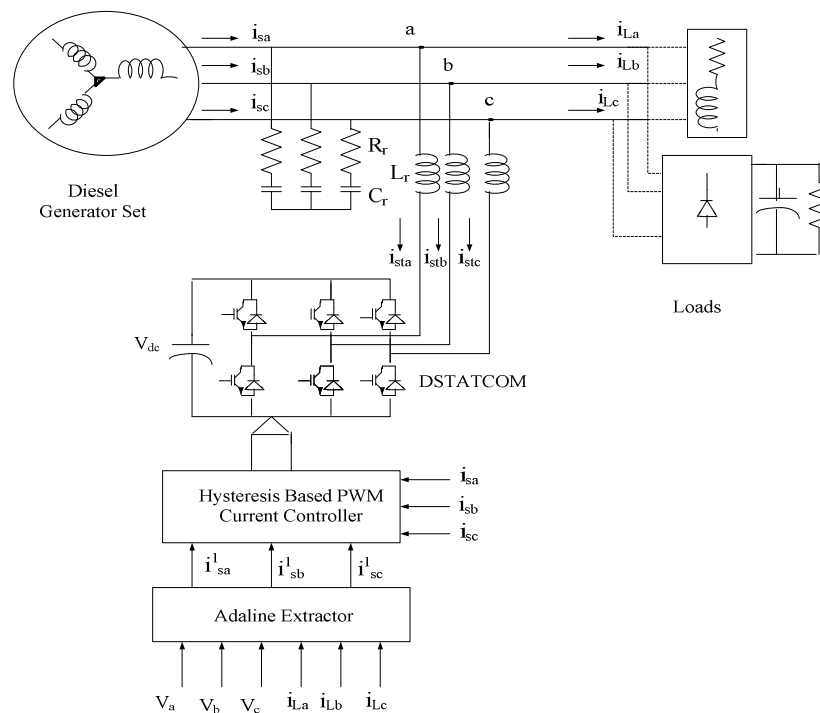 i_sa
a
i_La
i_sb
b
i_Lb
i_sc
c
i_Lc
R_r
L_r
C_r
Diesel
Generator Set
i_sta
i_stb
i_stc
Loads
V_dc
DSTATCOM
Hysteresis Based PWM
Current Controller
i_sa
i_sb
i_sc
i^1_sa
i^1_sb
i^1_sc
Adaline Extractor
V_a
V_b
V_c
i_La
i_Lb
i_Lc